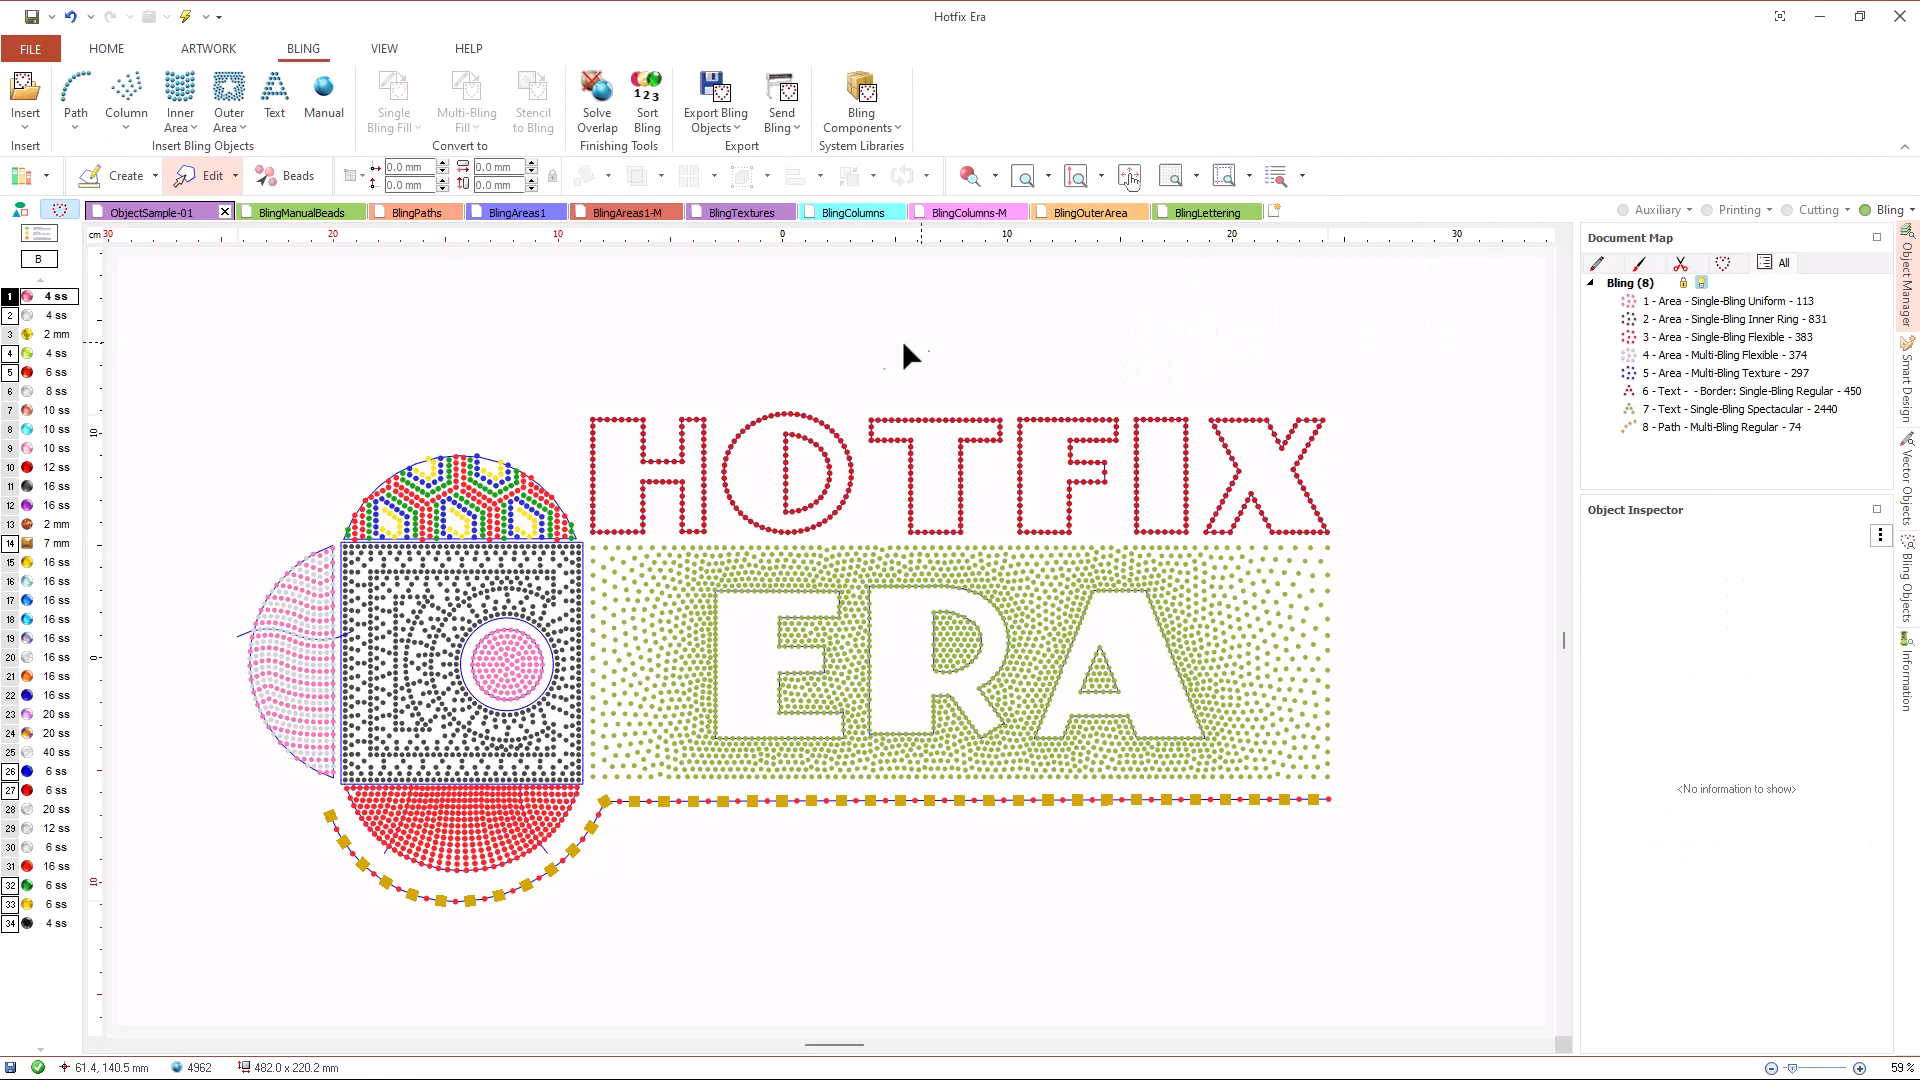 Hotfix Era
FILE
HOME
ARTWORK
BLING
VIEW
HELP
Insert
Path
Column
Inner Area
Outer Area
Text
Manual
Single Bling Fill
Multi-Bling Fill
Stencil to Bling
Solve Overlap
Sort Bling
Export Bling Objects
Send Bling
Bling Components
Insert
Insert Bling Objects
Convert to
Finishing Tools
Export
System Libraries
Create
Edit
Beads
0.0 mm
0.0 mm
0.0 mm
0.0 mm
ObjectSample-01
BlingManualBeads
BlingPaths
BlingAreas1
BlingAreas1-M
BlingTextures
BlingColumns
BlingColumns-M
BlingOuterArea
BlingLettering
Auxiliary
Printing
Cutting
Bling
cm 30 20 10 0 10 20 30
10
0
10
B
1 4 ss
2 4 ss
3 2 mm
4 4 ss
5 6 ss
6 8 ss
7 10 ss
8 10 ss
9 10 ss
10 12 ss
11 16 ss
12 16 ss
13 2 mm
14 7 mm
15 16 ss
16 16 ss
17 16 ss
18 16 ss
19 16 ss
20 16 ss
21 16 ss
22 16 ss
23 20 ss
24 20 ss
25 40 ss
26 6 ss
27 6 ss
28 20 ss
29 12 ss
30 6 ss
31 16 ss
32 6 ss
33 6 ss
34 4 ss
HOTFIX
ERA
Document Map
All
Bling (8)
1 - Area - Single-Bling Uniform - 113
2 - Area - Single-Bling Inner Ring - 831
3 - Area - Single-Bling Flexible - 383
4 - Area - Multi-Bling Flexible - 374
5 - Area - Multi-Bling Texture - 297
6 - Text - - Border: Single-Bling Regular - 450
7 - Text - Single-Bling Spectacular - 2440
8 - Path - Multi-Bling Regular - 74
Object Inspector
<No information to show>
Object Manager
Smart Design
Vector Objects
Bling Objects
Information
61.4, 140.5 mm
4962
482.0 x 220.2 mm
59 %